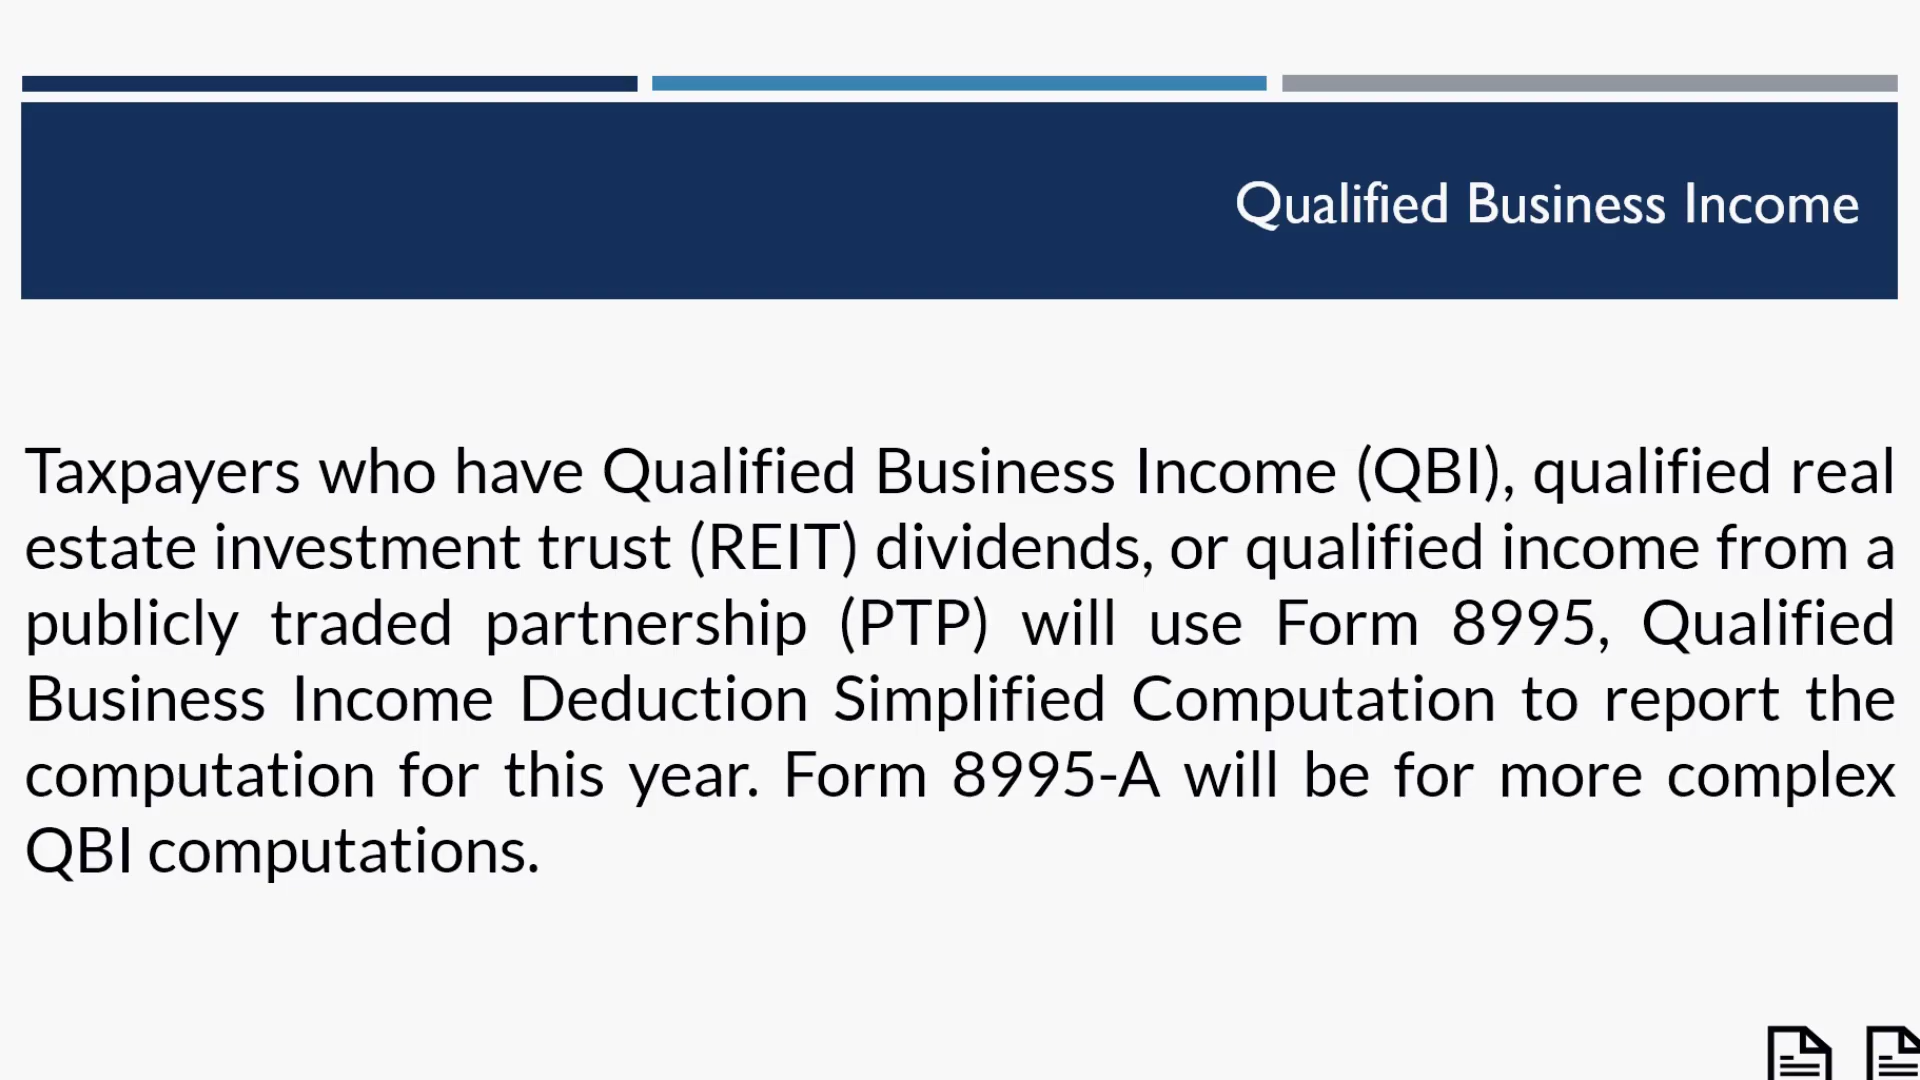 Qualified Business Income
Taxpayers who have Qualified Business Income (QBI), qualified real
estate investment trust (REIT) dividends, or qualified income from a
publicly traded partnership (PTP) will use Form 8995, Qualified
Business Income Deduction Simplified Computation to report the
computation for this year. Form 8995-A will be for more complex
QBI computations.